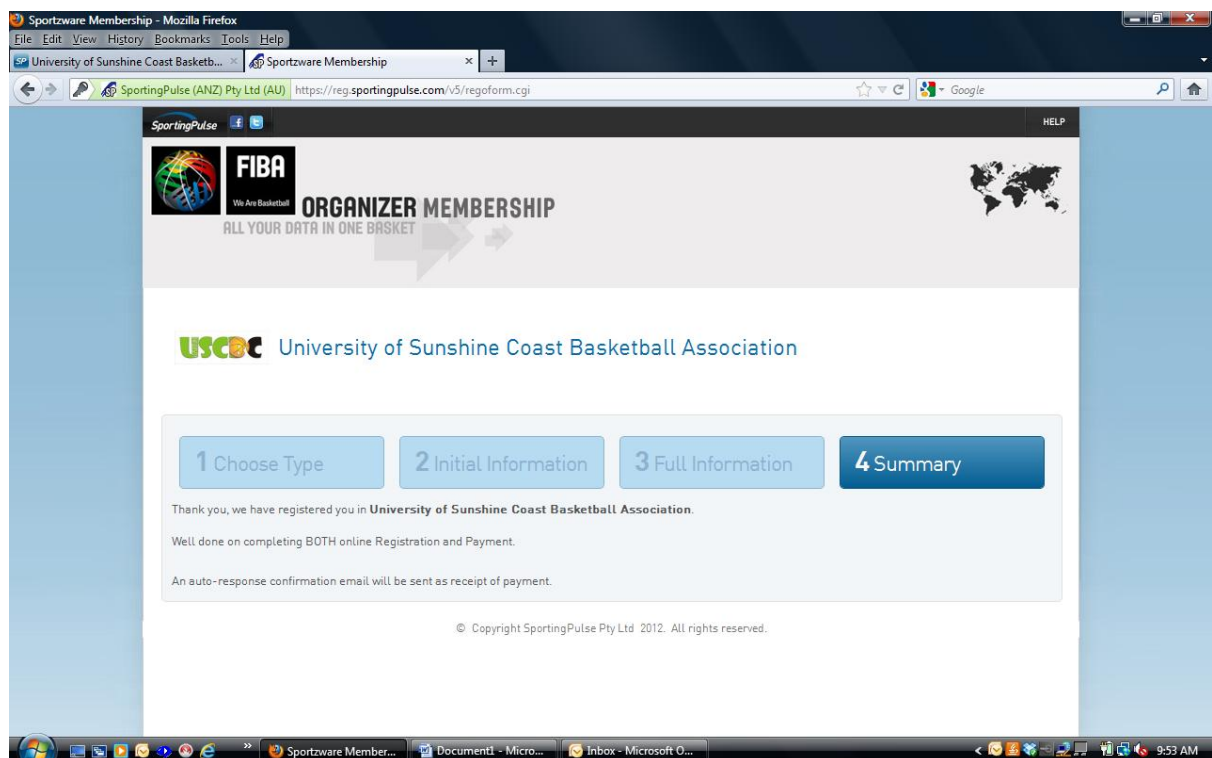 Sportzware Membership - Mozilla Firefox
File Edit View History Bookmarks Tools Help
SP University of Sunshine Coast Basketb... × Sportzware Membership × +
SportingPulse (ANZ) Pty Ltd (AU) https://reg.sportingpulse.com/v5/regoform.cgi Google
SportingPulse HELP
FIBA
We Are Basketball
ORGANIZER MEMBERSHIP
ALL YOUR DATA IN ONE BASKET
USCBC University of Sunshine Coast Basketball Association
1 Choose Type 2 Initial Information 3 Full Information 4 Summary
Thank you, we have registered you in University of Sunshine Coast Basketball Association.
Well done on completing BOTH online Registration and Payment.
An auto-response confirmation email will be sent as receipt of payment.
© Copyright SportingPulse Pty Ltd 2012. All rights reserved.
Sportzware Member... Document1 - Micro... Inbox - Microsoft O... 9:53 AM